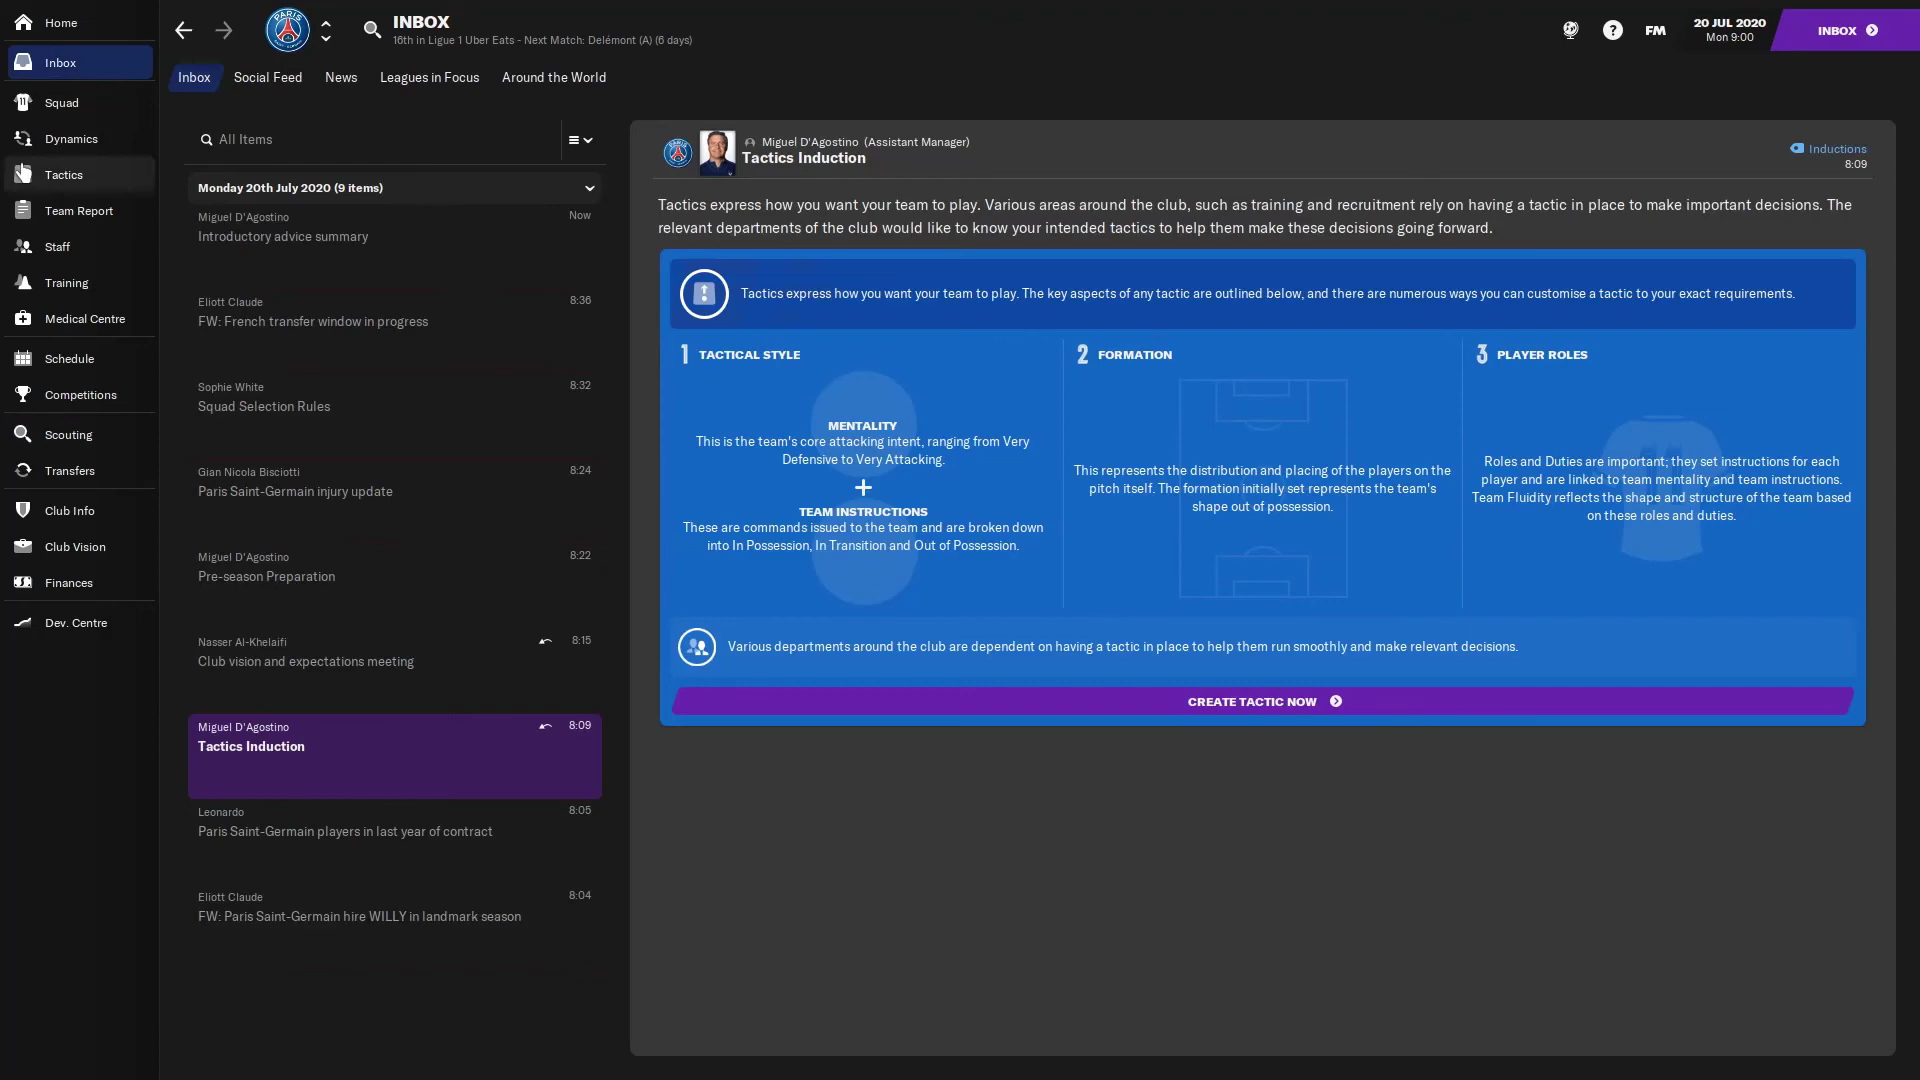 Home
Inbox
Squad
Dynamics
Tactics
Team Report
Staff
Training
Medical Centre
Schedule
Competitions
Scouting
Transfers
Club Info
Club Vision
Finances
Dev. Centre
PARIS
INBOX
16th in Ligue 1 Uber Eats - Next Match: Delémont (A) (6 days)
FM
20 JUL 2020
Mon 9:00
INBOX
Inbox
Social Feed
News
Leagues in Focus
Around the World
All Items
Monday 20th July 2020 (9 items)
Miguel D'Agostino
Now
Introductory advice summary
Eliott Claude
8:36
FW: French transfer window in progress
Sophie White
8:32
Squad Selection Rules
Gian Nicola Bisciotti
8:24
Paris Saint-Germain injury update
Miguel D'Agostino
8:22
Pre-season Preparation
Nasser Al-Khelaifi
8:15
Club vision and expectations meeting
Miguel D'Agostino
8:09
Tactics Induction
Leonardo
8:05
Paris Saint-Germain players in last year of contract
Eliott Claude
8:04
FW: Paris Saint-Germain hire WILLY in landmark season
Miguel D'Agostino (Assistant Manager)
Tactics Induction
Inductions
8:09
Tactics express how you want your team to play. Various areas around the club, such as training and recruitment rely on having a tactic in place to make important decisions. The
relevant departments of the club would like to know your intended tactics to help them make these decisions going forward.
Tactics express how you want your team to play. The key aspects of any tactic are outlined below, and there are numerous ways you can customise a tactic to your exact requirements.
1 TACTICAL STYLE
MENTALITY
This is the team's core attacking intent, ranging from Very
Defensive to Very Attacking.
+
TEAM INSTRUCTIONS
These are commands issued to the team and are broken down
into In Possession, In Transition and Out of Possession.
2 FORMATION
This represents the distribution and placing of the players on the
pitch itself. The formation initially set represents the team's
shape out of possession.
3 PLAYER ROLES
Roles and Duties are important; they set instructions for each
player and are linked to team mentality and team instructions.
Team Fluidity reflects the shape and structure of the team based
on these roles and duties.
Various departments around the club are dependent on having a tactic in place to help them run smoothly and make relevant decisions.
CREATE TACTIC NOW